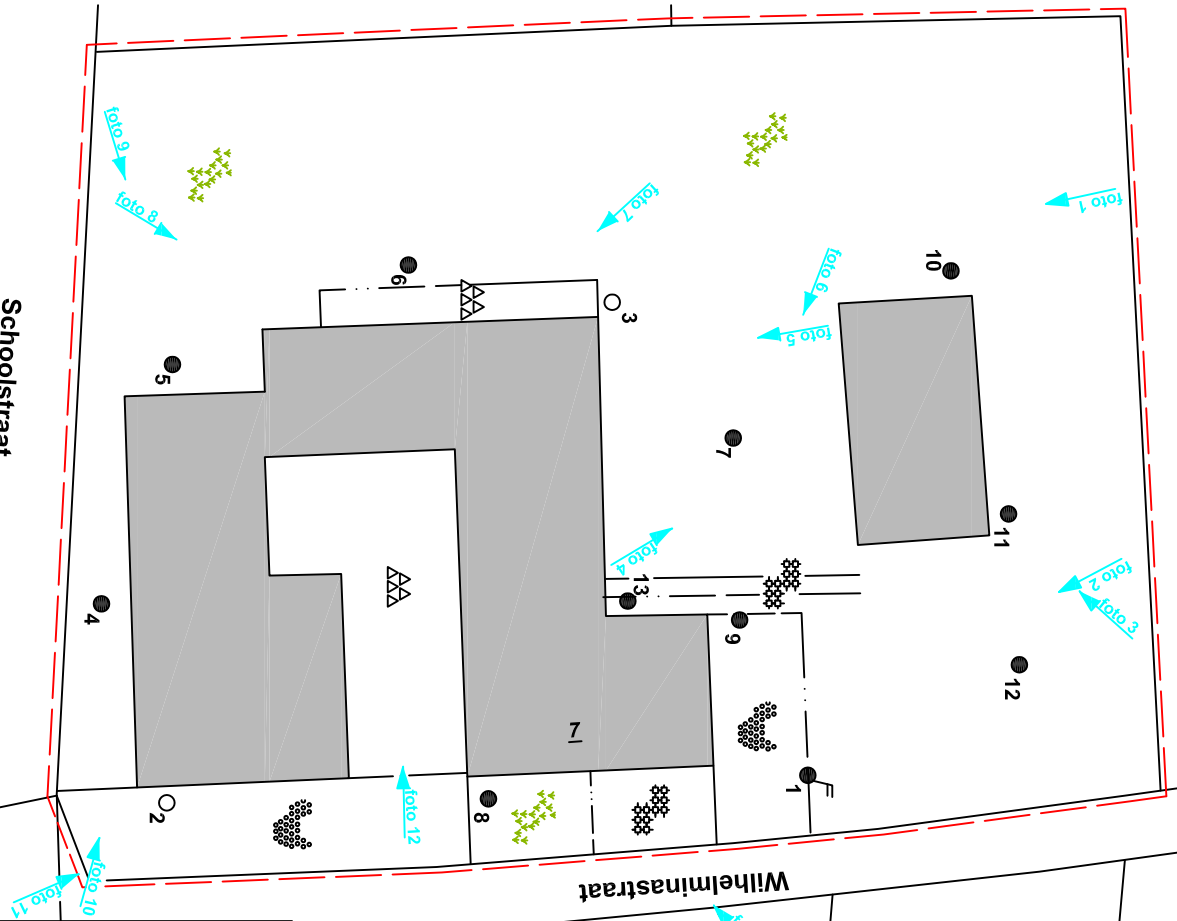 foto 9
foto 8
foto 7
foto 1
foto 6
foto 5
10
6
3
5
7
11
foto 4
13
foto 2
foto 3
4
9
12
7
1
2
8
foto 12
foto 10
foto 11
Schoolstraat
Wilhelminastraat